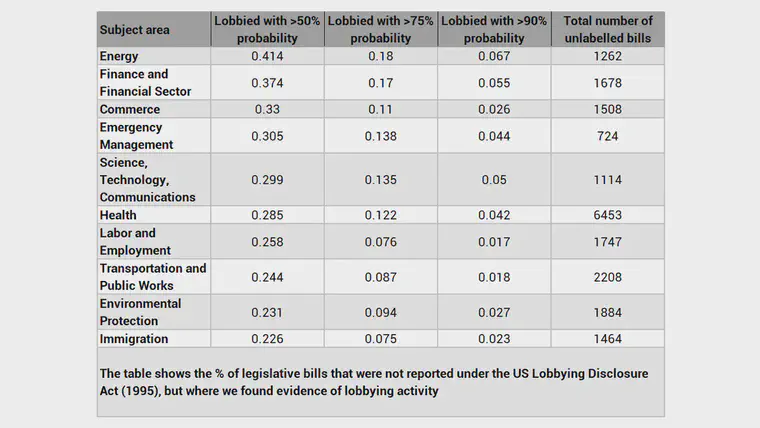 Subject area
Lobbied with >50%
probability
Lobbied with >75%
probability
Lobbied with >90%
probability
Total number of
unlabelled bills
Energy 0.414 0.18 0.067 1262
Finance and
Financial Sector 0.374 0.17 0.055 1678
Commerce 0.33 0.11 0.026 1508
Emergency
Management 0.305 0.138 0.044 724
Science,
Technology,
Communications 0.299 0.135 0.05 1114
Health 0.285 0.122 0.042 6453
Labor and
Employment 0.258 0.076 0.017 1747
Transportation and
Public Works 0.244 0.087 0.018 2208
Environmental
Protection 0.231 0.094 0.027 1884
Immigration 0.226 0.075 0.023 1464
The table shows the % of legislative bills that were not reported under the US Lobbying Disclosure
Act (1995), but where we found evidence of lobbying activity